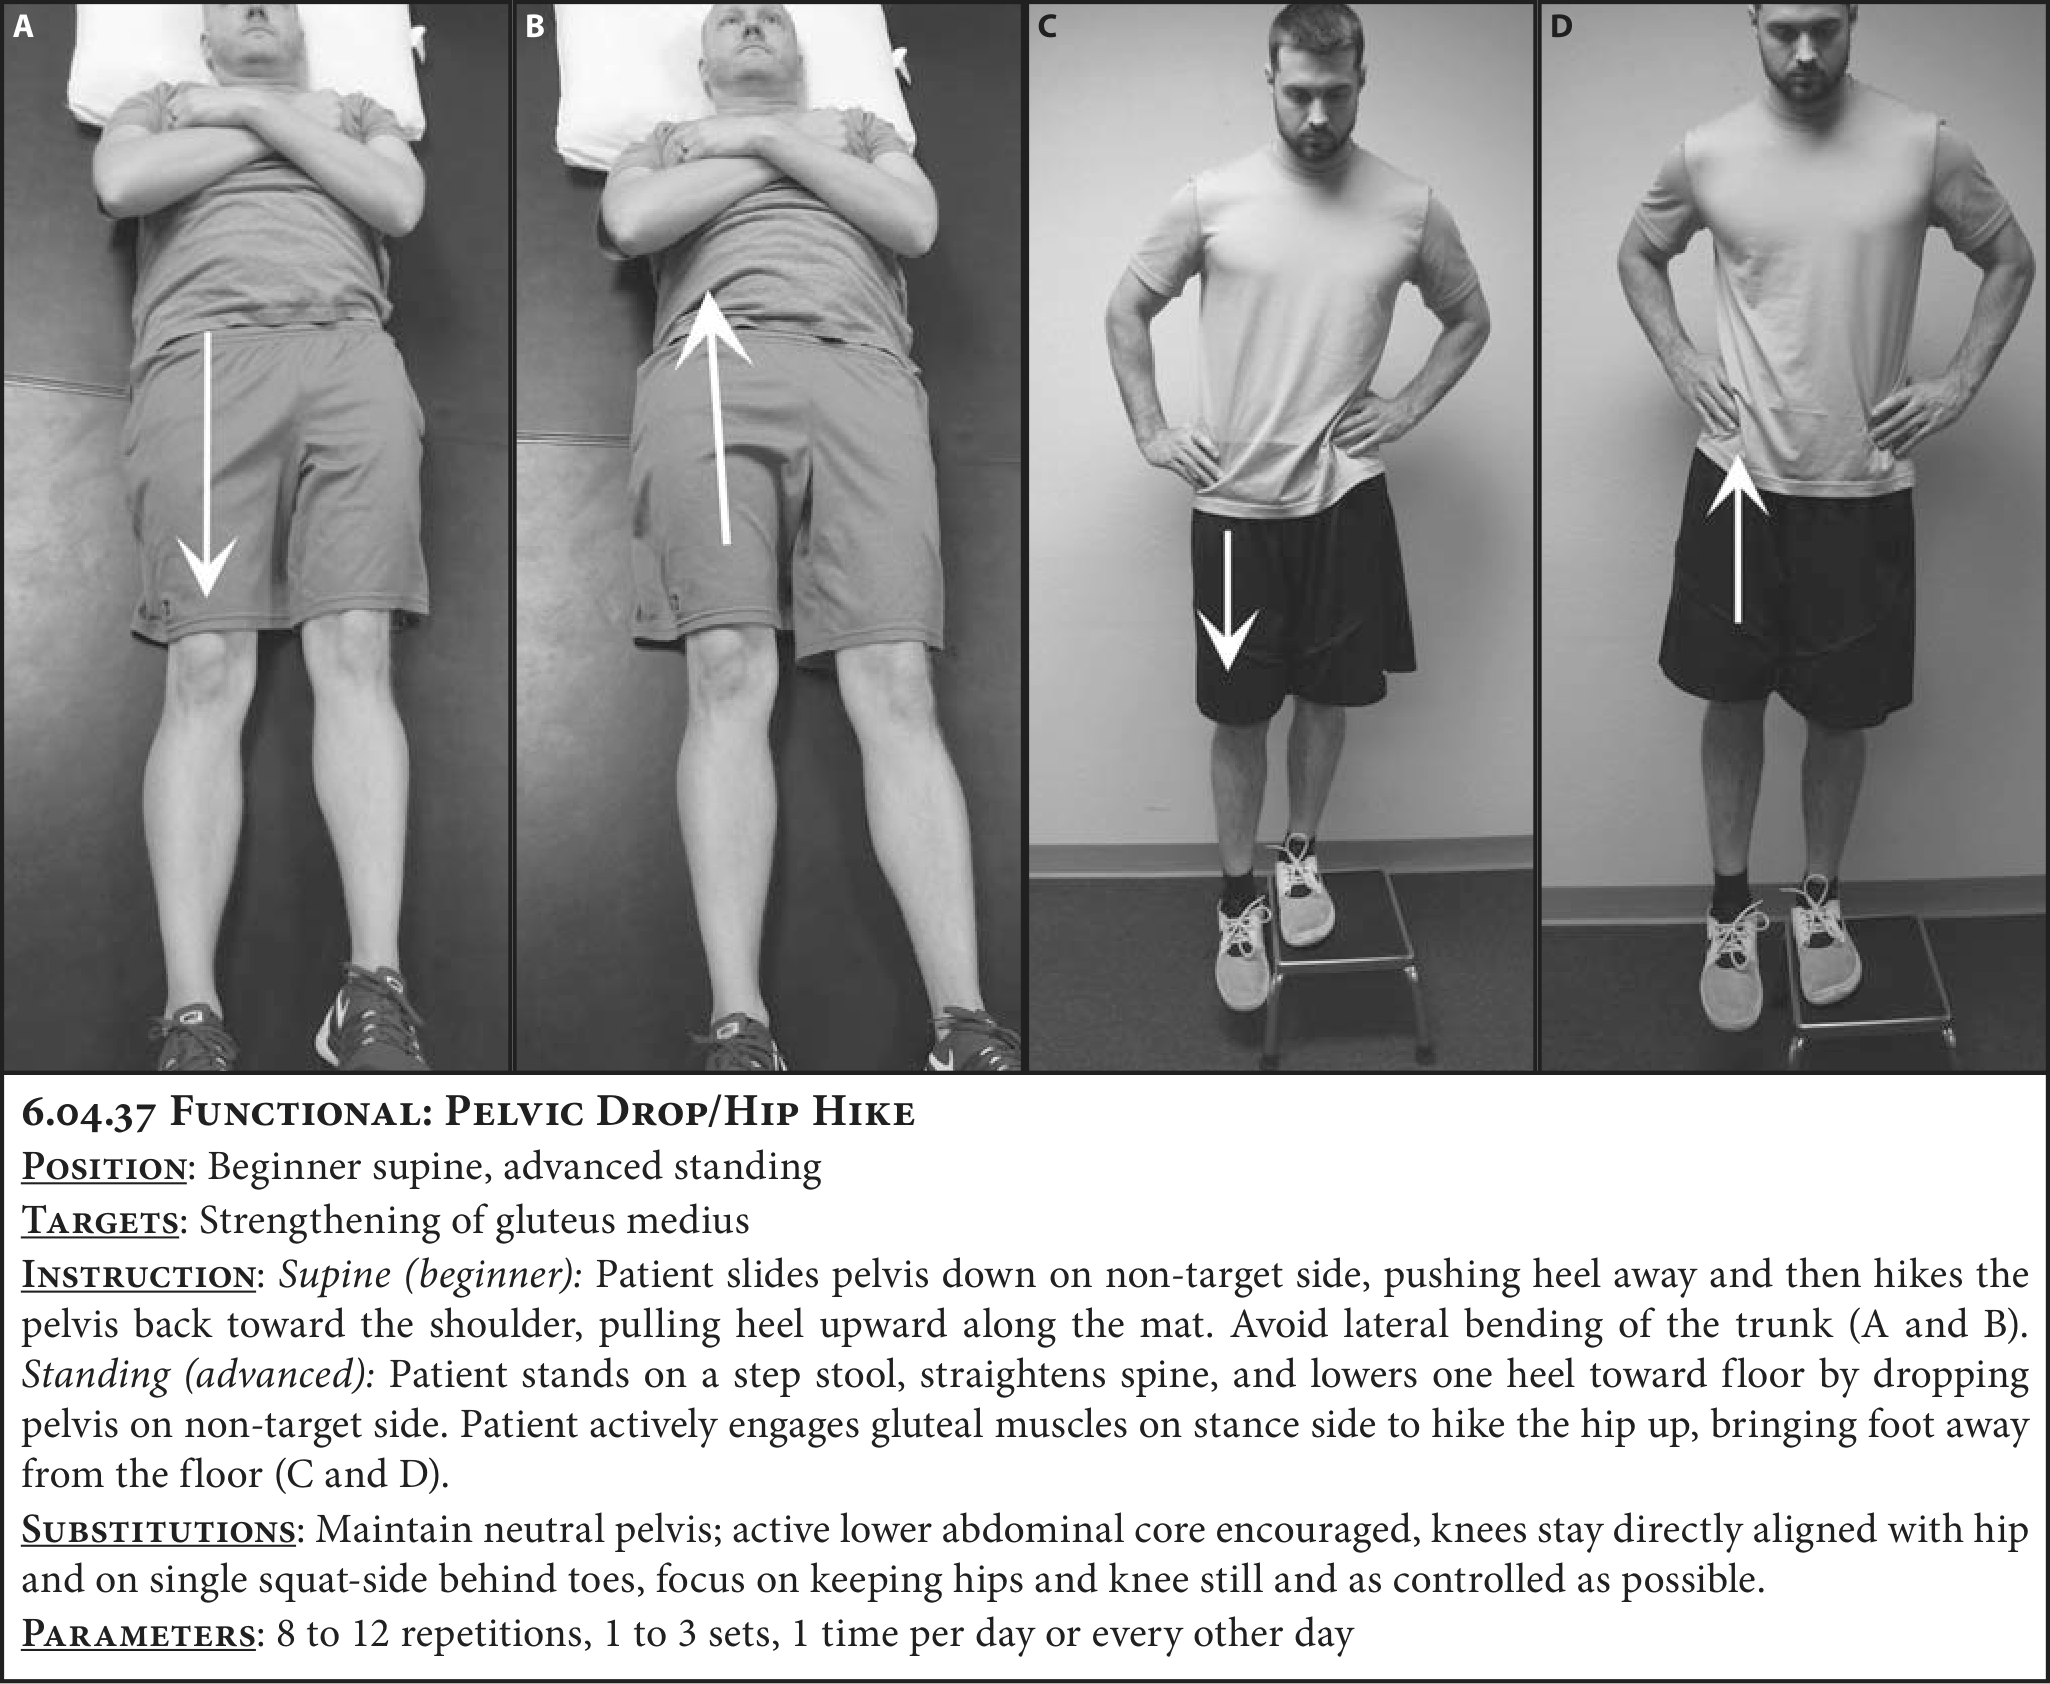 A B C D
6.04.37 Functional: Pelvic Drop/Hip Hike
Position: Beginner supine, advanced standing
Targets: Strengthening of gluteus medius
Instruction: Supine (beginner): Patient slides pelvis down on non-target side, pushing heel away and then hikes the
pelvis back toward the shoulder, pulling heel upward along the mat. Avoid lateral bending of the trunk (A and B).
Standing (advanced): Patient stands on a step stool, straightens spine, and lowers one heel toward floor by dropping
pelvis on non-target side. Patient actively engages gluteal muscles on stance side to hike the hip up, bringing foot away
from the floor (C and D).
Substitutions: Maintain neutral pelvis; active lower abdominal core encouraged, knees stay directly aligned with hip
and on single squat-side behind toes, focus on keeping hips and knee still and as controlled as possible.
Parameters: 8 to 12 repetitions, 1 to 3 sets, 1 time per day or every other day